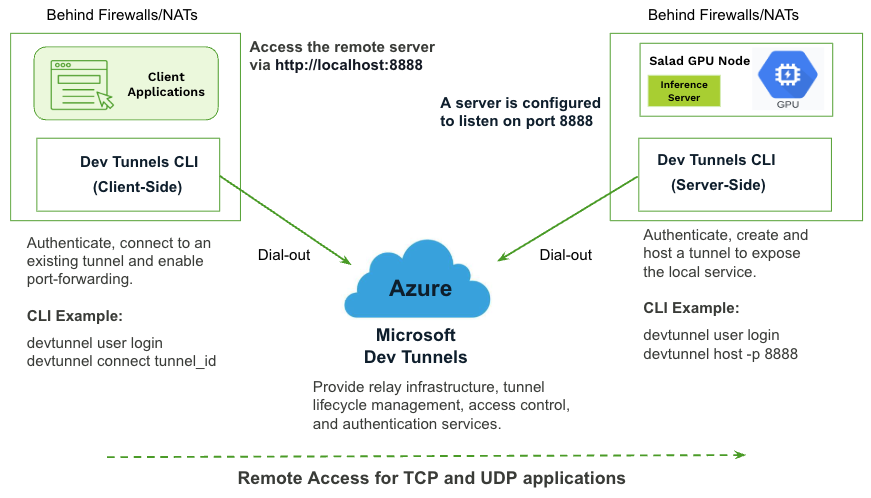 Behind Firewalls/NATs
Client
Applications
Dev Tunnels CLI
(Client-Side)
Authenticate, connect to an
existing tunnel and enable
port-forwarding.
CLI Example:
devtunnel user login
devtunnel connect tunnel_id
Access the remote server
via http://localhost:8888
A server is configured
to listen on port 8888
Dial-out
Dial-out
Azure
Microsoft
Dev Tunnels
Provide relay infrastructure, tunnel
lifecycle management, access control,
and authentication services.
Behind Firewalls/NATs
Salad GPU Node
Inference
Server
GPU
Dev Tunnels CLI
(Server-Side)
Authenticate, create and
host a tunnel to expose
the local service.
CLI Example:
devtunnel user login
devtunnel host -p 8888
Remote Access for TCP and UDP applications